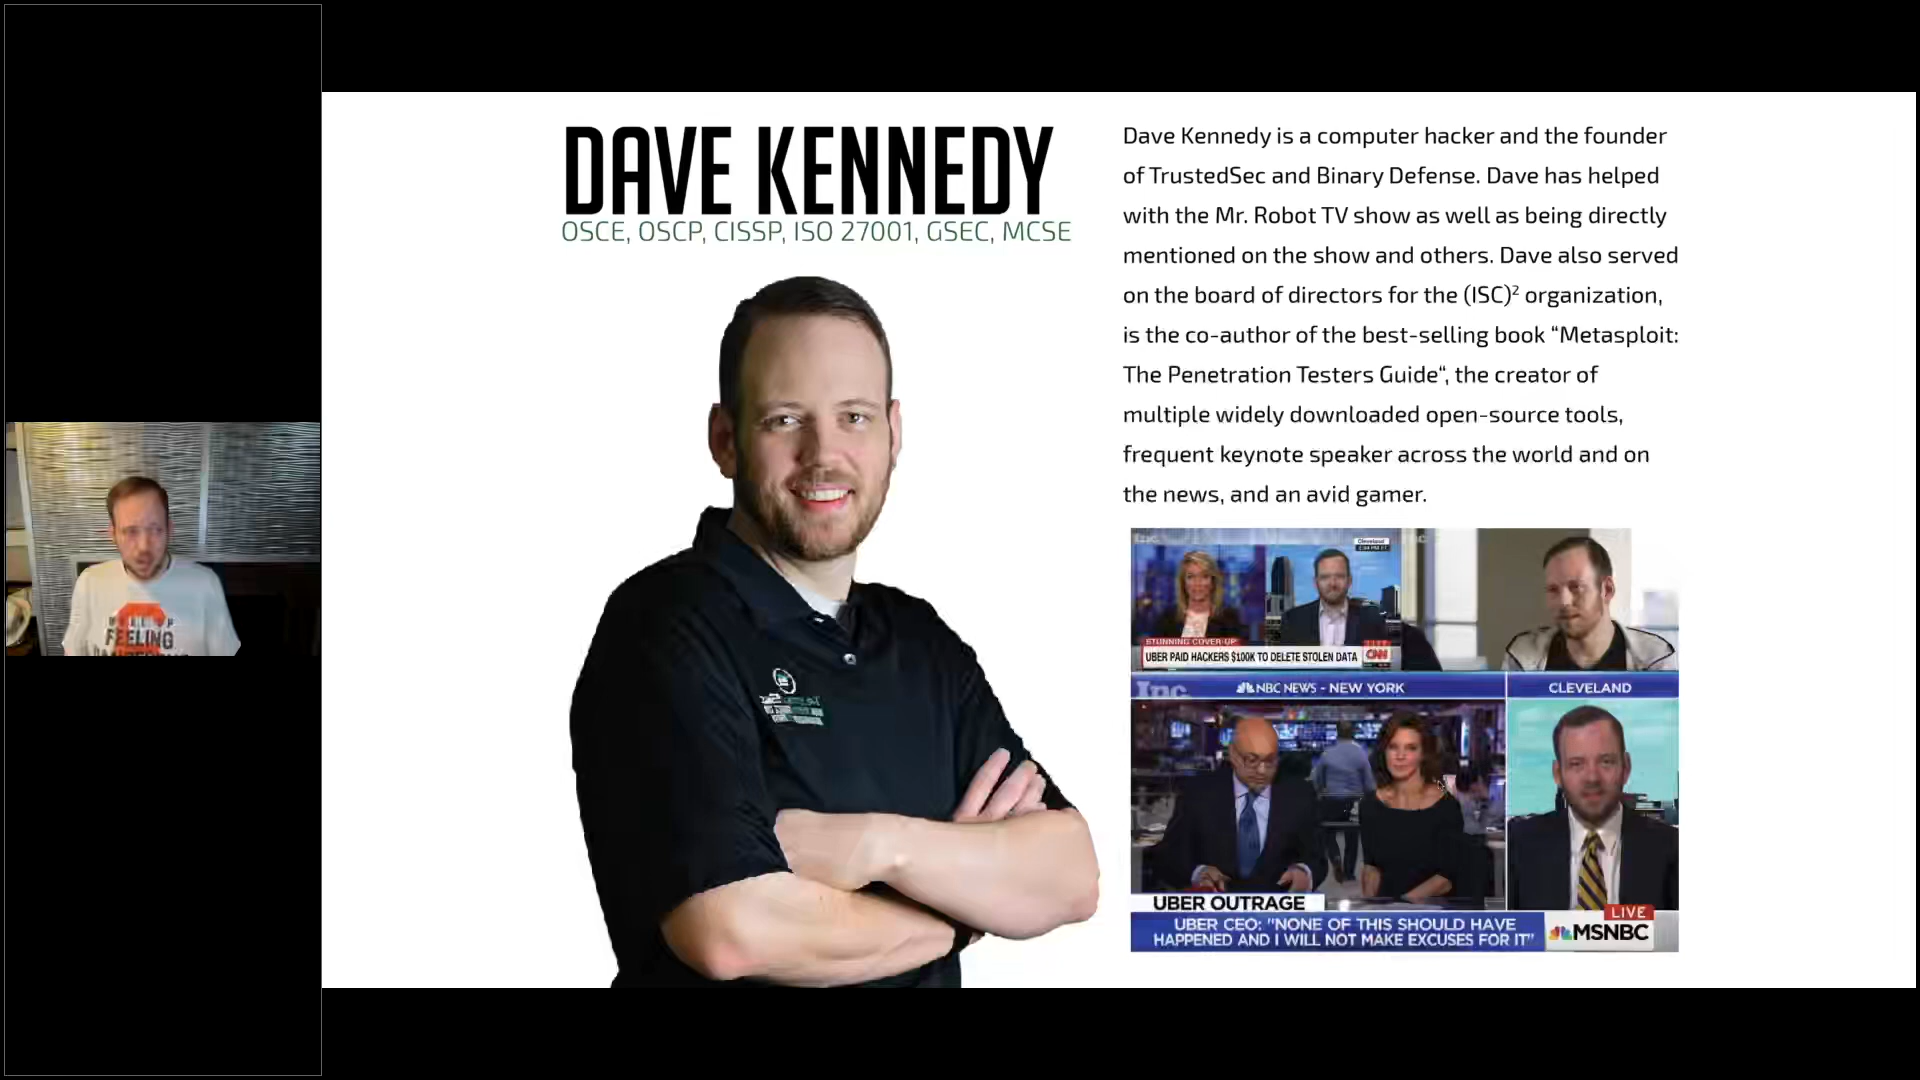 DAVE KENNEDY
OSCE, OSCP, CISSP, ISO 27001, GSEC, MCSE
Dave Kennedy is a computer hacker and the founder
of TrustedSec and Binary Defense. Dave has helped
with the Mr. Robot TV show as well as being directly
mentioned on the show and others. Dave also served
on the board of directors for the (ISC)² organization,
is the co-author of the best-selling book “Metasploit:
The Penetration Testers Guide“, the creator of
multiple widely downloaded open-source tools,
frequent keynote speaker across the world and on
the news, and an avid gamer.
Inc.
Cleveland
STUNNING COVER-UP
UBER PAID HACKERS $100K TO DELETE STOLEN DATA
CNN
Inc.
NBC NEWS - NEW YORK
CLEVELAND
UBER OUTRAGE
UBER CEO: "NONE OF THIS SHOULD HAVE
HAPPENED AND I WILL NOT MAKE EXCUSES FOR IT"
LIVE
MSNBC
FEELING